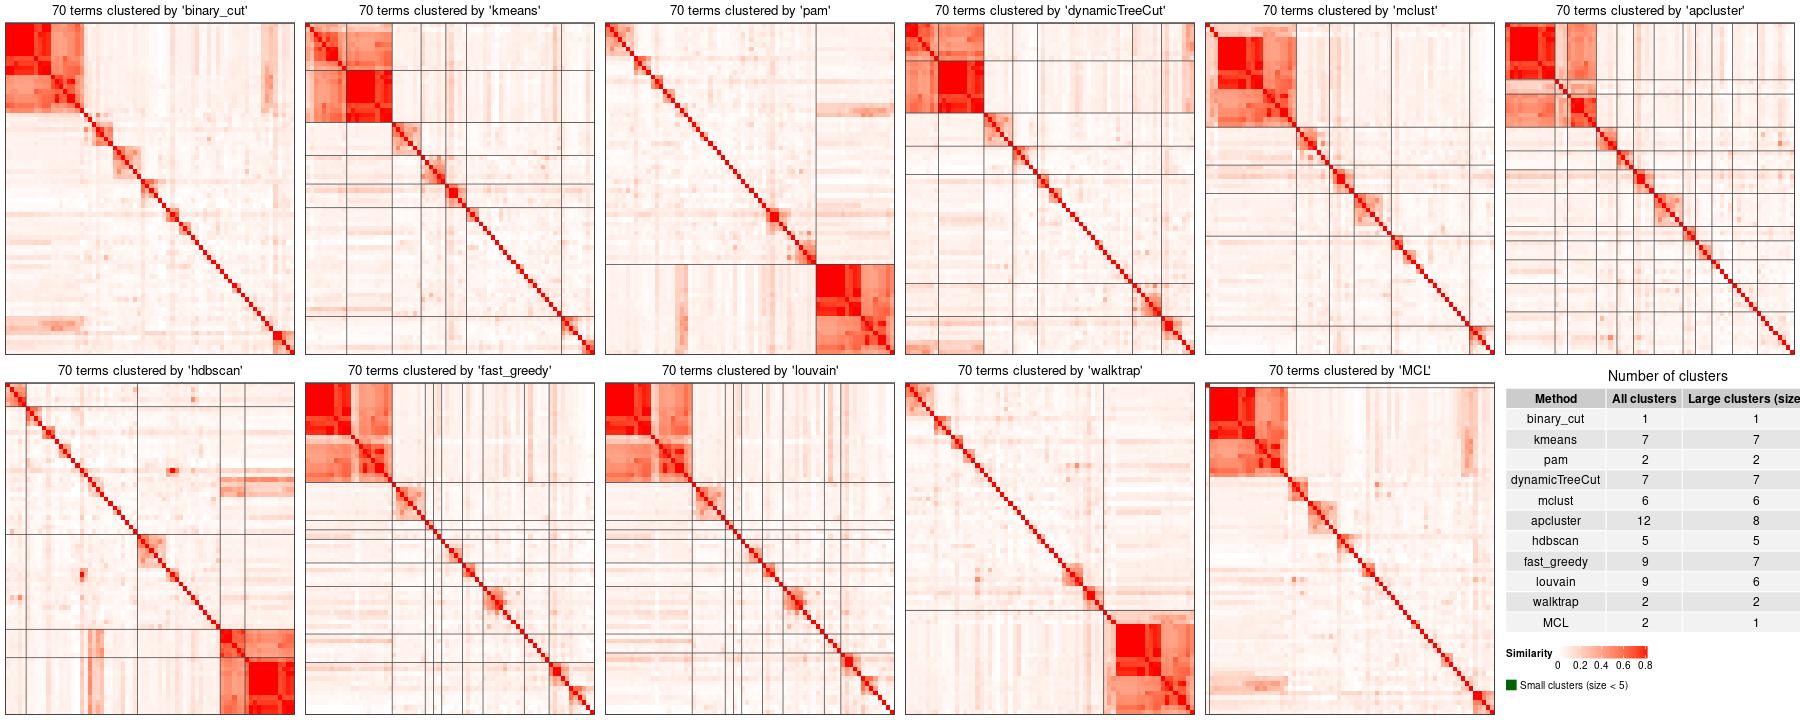 70 terms clustered by 'binary_cut'
70 terms clustered by 'kmeans'
70 terms clustered by 'pam'
70 terms clustered by 'dynamicTreeCut'
70 terms clustered by 'mclust'
70 terms clustered by 'apcluster'
70 terms clustered by 'hdbscan'
70 terms clustered by 'fast_greedy'
70 terms clustered by 'louvain'
70 terms clustered by 'walktrap'
70 terms clustered by 'MCL'
Number of clusters
Method All clusters Large clusters (size
binary_cut 1 1
kmeans 7 7
pam 2 2
dynamicTreeCut 7 7
mclust 6 6
apcluster 12 8
hdbscan 5 5
fast_greedy 9 7
louvain 9 6
walktrap 2 2
MCL 2 1
Similarity
0 0.2 0.4 0.6 0.8
Small clusters (size < 5)